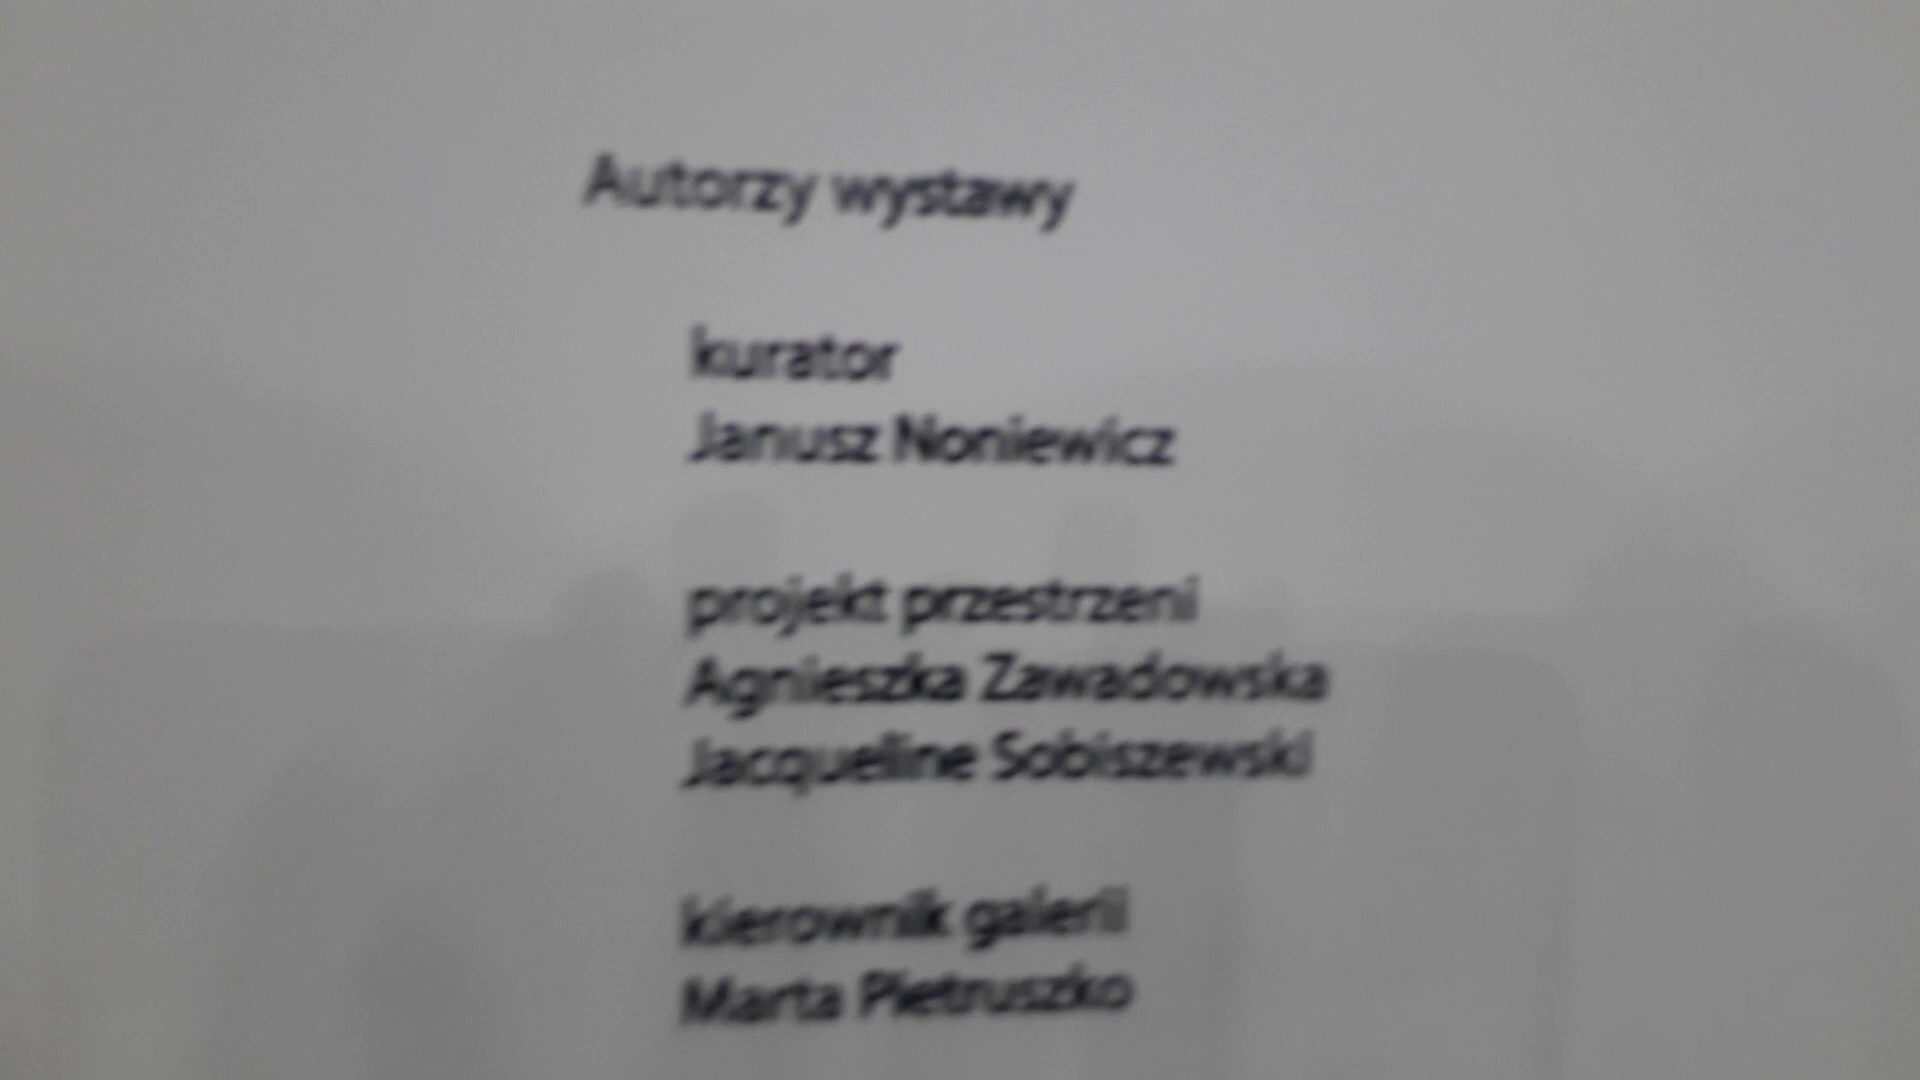 Autorzy wystawy
kurator
Janusz Noniewicz
projekt przestrzeni
Agnieszka Zawadowska
Jacqueline Sobiszewski
kierownik galerii
Marta Pietruszko